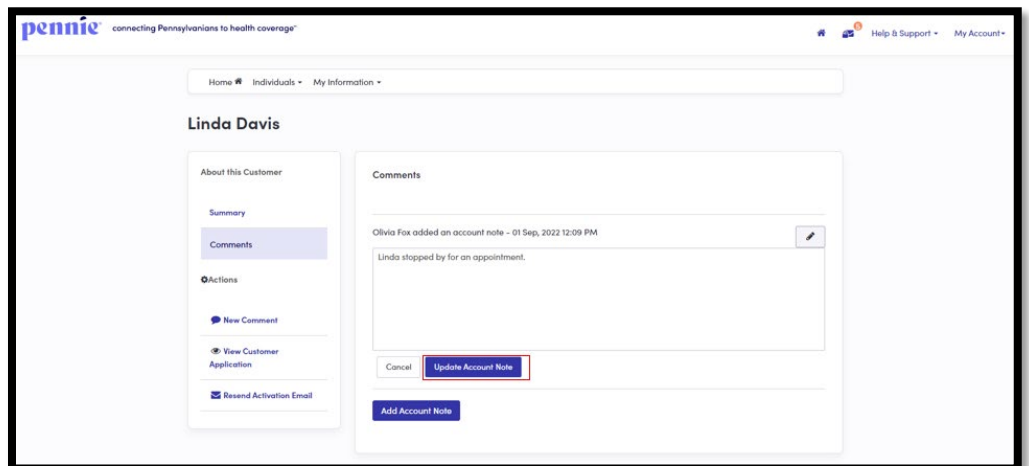 pennie connecting Pennsylvanians to health coverage™
Help & Support My Account
Home Individuals My Information
Linda Davis
About this Customer
Summary
Comments
Actions
New Comment
View Customer
Application
Resend Activation Email
Comments
Olivia Fox added an account note - 01 Sep, 2022 12:09 PM
Linda stopped by for an appointment.
Cancel Update Account Note
Add Account Note